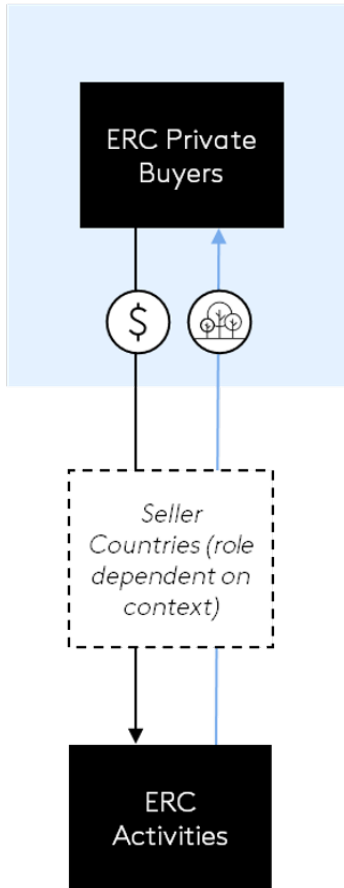 ERC Private
Buyers
$
Seller
Countries (role
dependent on
context)
ERC
Activities